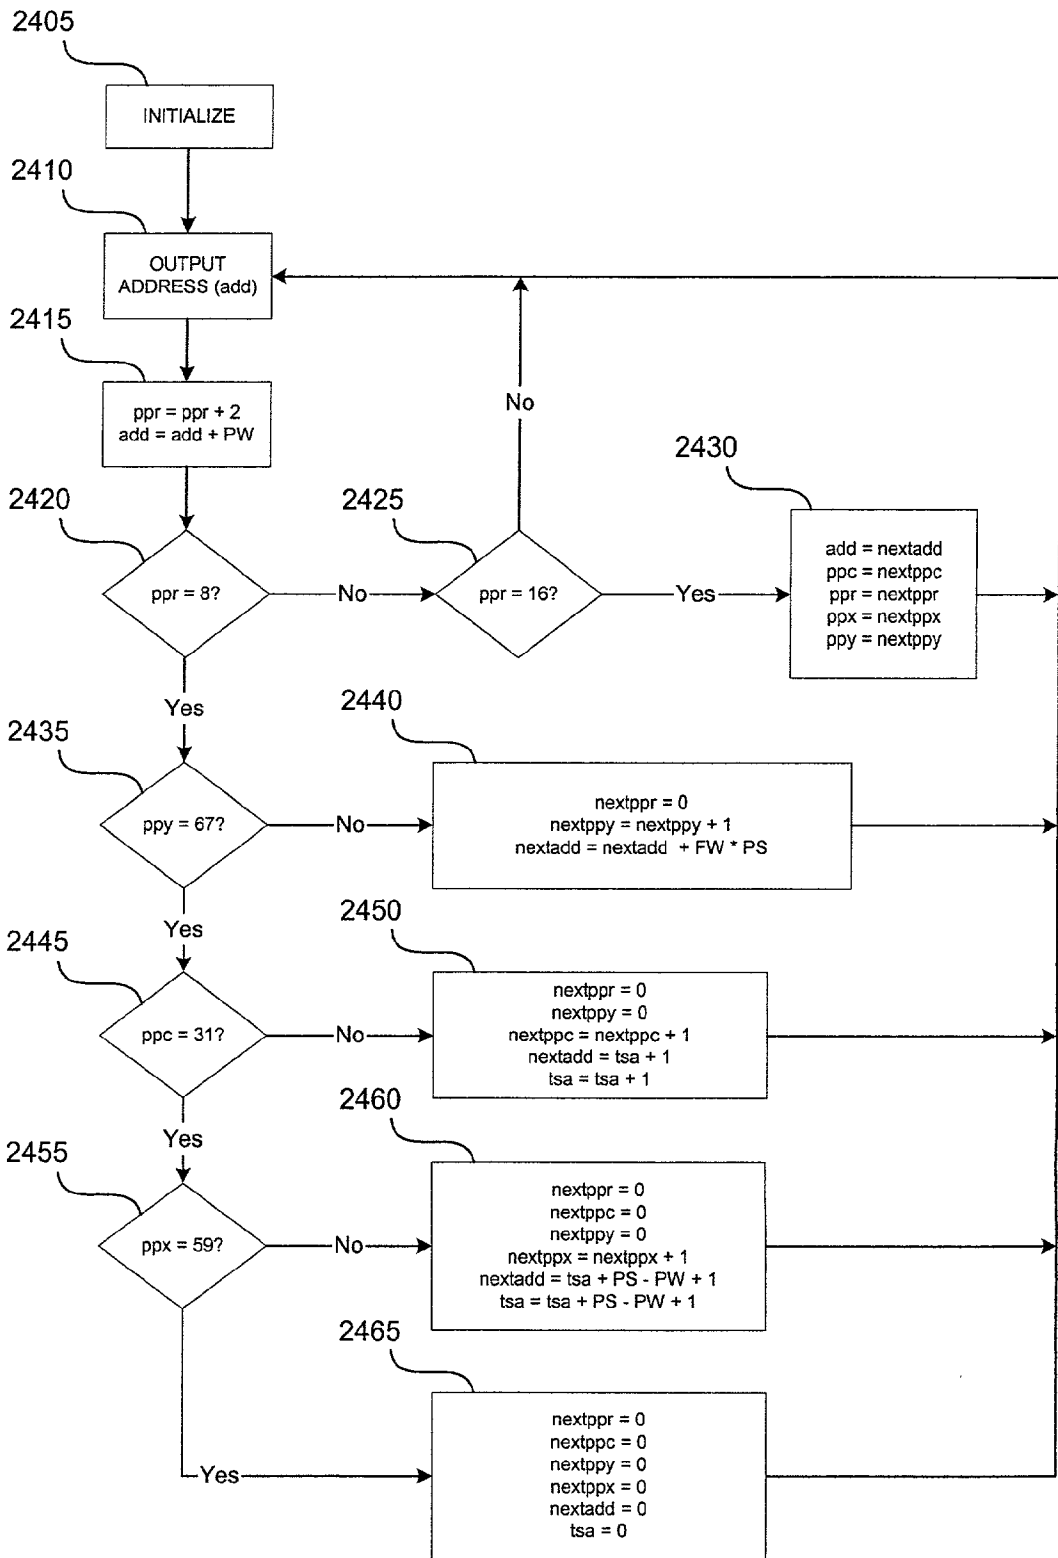 2405
INITIALIZE
2410
OUTPUT
ADDRESS (add)
2415
ppr = ppr + 2
add = add + PW
No
2430
2420
2425
ppr = 8?
No
ppr = 16?
Yes
add = nextadd
ppc = nextppc
ppr = nextppr
ppx = nextppx
ppy = nextppy
Yes
2435
2440
ppy = 67?
No
nextppr = 0
nextppy = nextppy + 1
nextadd = nextadd + FW * PS
Yes
2445
2450
ppc = 31?
No
nextppr = 0
nextppy = 0
nextppc = nextppc + 1
nextadd = tsa + 1
tsa = tsa + 1
Yes
2455
2460
ppx = 59?
No
nextppr = 0
nextppc = 0
nextppy = 0
nextppx = nextppx + 1
nextadd = tsa + PS - PW + 1
tsa = tsa + PS - PW + 1
2465
Yes
nextppr = 0
nextppc = 0
nextppy = 0
nextppx = 0
nextadd = 0
tsa = 0